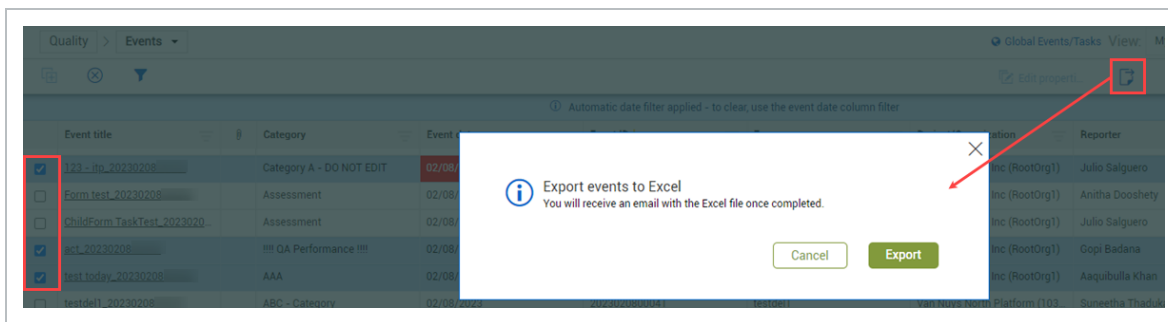 Quality > Events
Global Events/Tasks View: M
Edit properti...
Automatic date filter applied - to clear, use the event date column filter
Event title Category Event Reporter
123 - itp_20230208 Category A - DO NOT EDIT 02/08/ Inc (RootOrg1) Julio Salguero
Form test_20230208 Assessment 02/08/ Inc (RootOrg1) Anitha Dooshety
ChildForm TaskTest_2023020... Assessment 02/08/ Inc (RootOrg1) Julio Salguero
act_20230208 !!!! QA Performance !!!! 02/08/ Inc (RootOrg1) Gopi Badana
test today_20230208 AAA 02/08/ Inc (RootOrg1) Aaquibulla Khan
testdel1_20230208 ABC - Category 02/08/2023 202302080041 testdel1 Van Nuys North Platform (103... Suneetha Thaduk
Export events to Excel
You will receive an email with the Excel file once completed.
Cancel Export